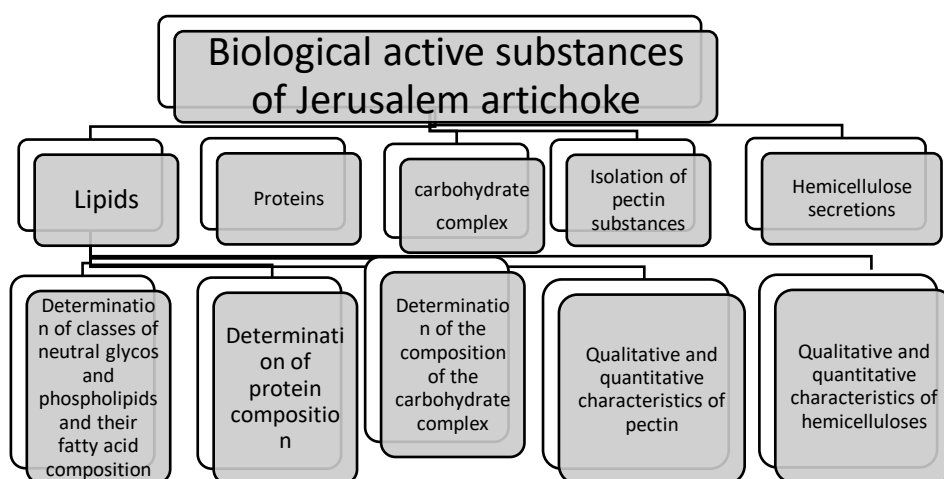 Biological active substances
of Jerusalem artichoke
Lipids
Proteins
carbohydrate
complex
Isolation of
pectin
substances
Hemicellulose
secretions
Determinatio
n of classes of
neutral glycos
and
phospholipids
and their
fatty acid
composition
Determinati
on of
protein
compositio
n
Determinatio
n of the
composition
of the
carbohydrate
complex
Qualitative and
quantitative
characteristics of
pectin
Qualitative and
quantitative
characteristics of
hemicelluloses